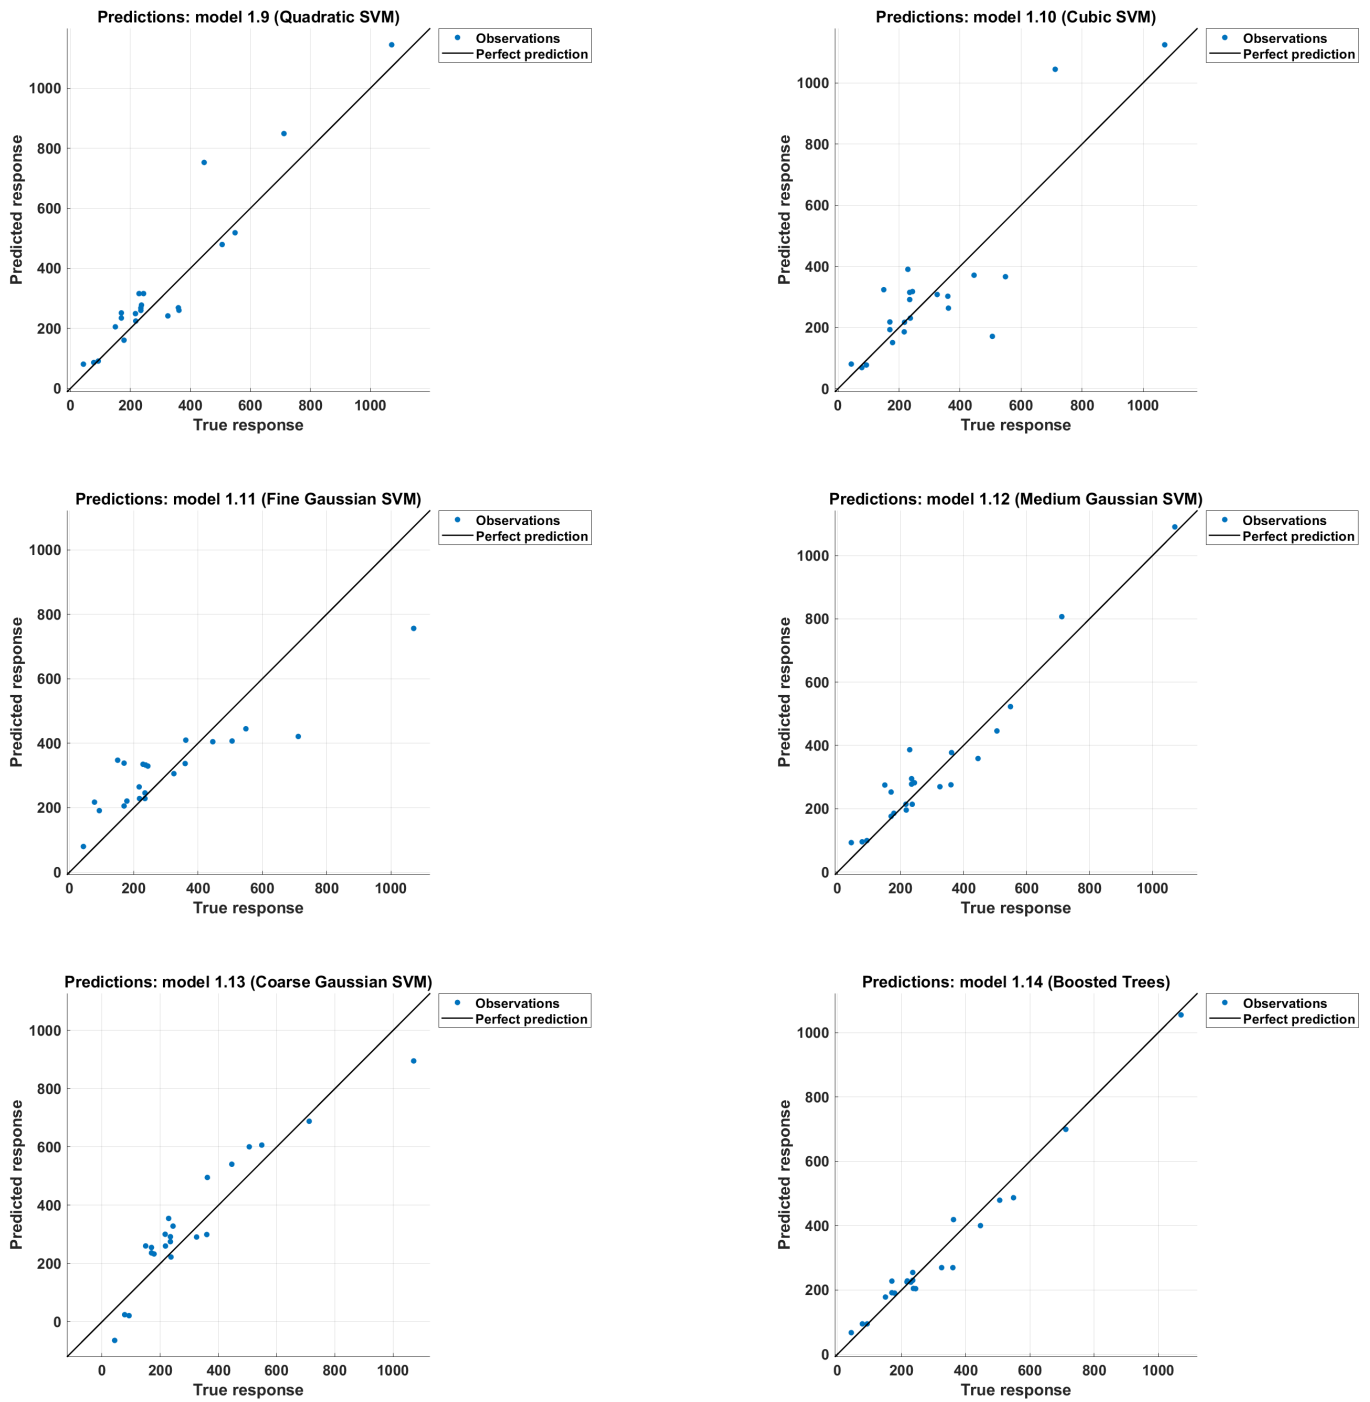 Predictions: model 1.9 (Quadratic SVM)
Observations
Perfect prediction
Predicted response
1000
800
600
400
200
0
0 200 400 600 800 1000
True response
Predictions: model 1.10 (Cubic SVM)
Observations
Perfect prediction
Predicted response
1000
800
600
400
200
0
0 200 400 600 800 1000
True response
Predictions: model 1.11 (Fine Gaussian SVM)
Observations
Perfect prediction
Predicted response
1000
800
600
400
200
0
0 200 400 600 800 1000
True response
Predictions: model 1.12 (Medium Gaussian SVM)
Observations
Perfect prediction
Predicted response
1000
800
600
400
200
0
0 200 400 600 800 1000
True response
Predictions: model 1.13 (Coarse Gaussian SVM)
Observations
Perfect prediction
Predicted response
1000
800
600
400
200
0
0 200 400 600 800 1000
True response
Predictions: model 1.14 (Boosted Trees)
Observations
Perfect prediction
Predicted response
1000
800
600
400
200
0
0 200 400 600 800 1000
True response